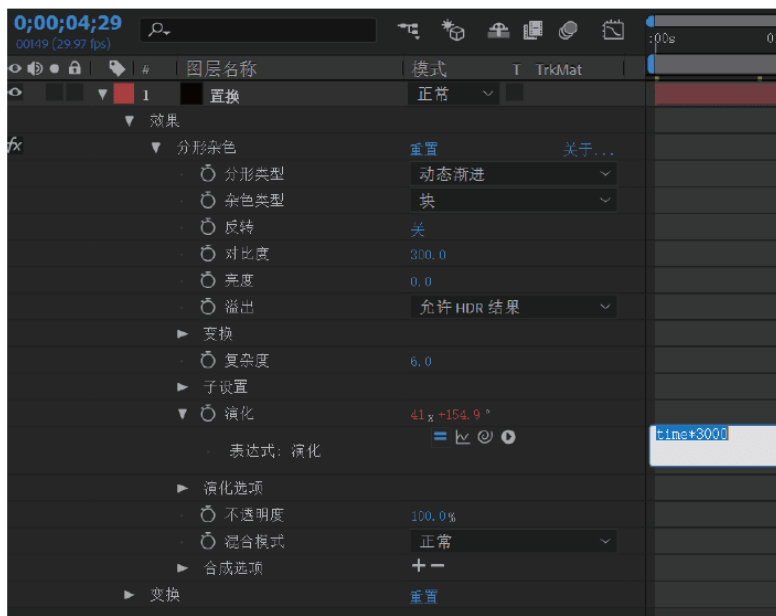 0;00;04;29
00149 (29.97 fps)
:00s 0
# 图层名称 模式 T TrkMat
1 置换 正常
效果
fx 分形杂色 重置 关于...
分形类型 动态渐进
杂色类型 块
反转 关
对比度 300.0
亮度 0.0
溢出 允许 HDR 结果
变换
复杂度 6.0
子设置
演化 41x+154.9°
表达式: 演化 time*3000
演化选项
不透明度 100.0%
混合模式 正常
合成选项 +-
变换 重置